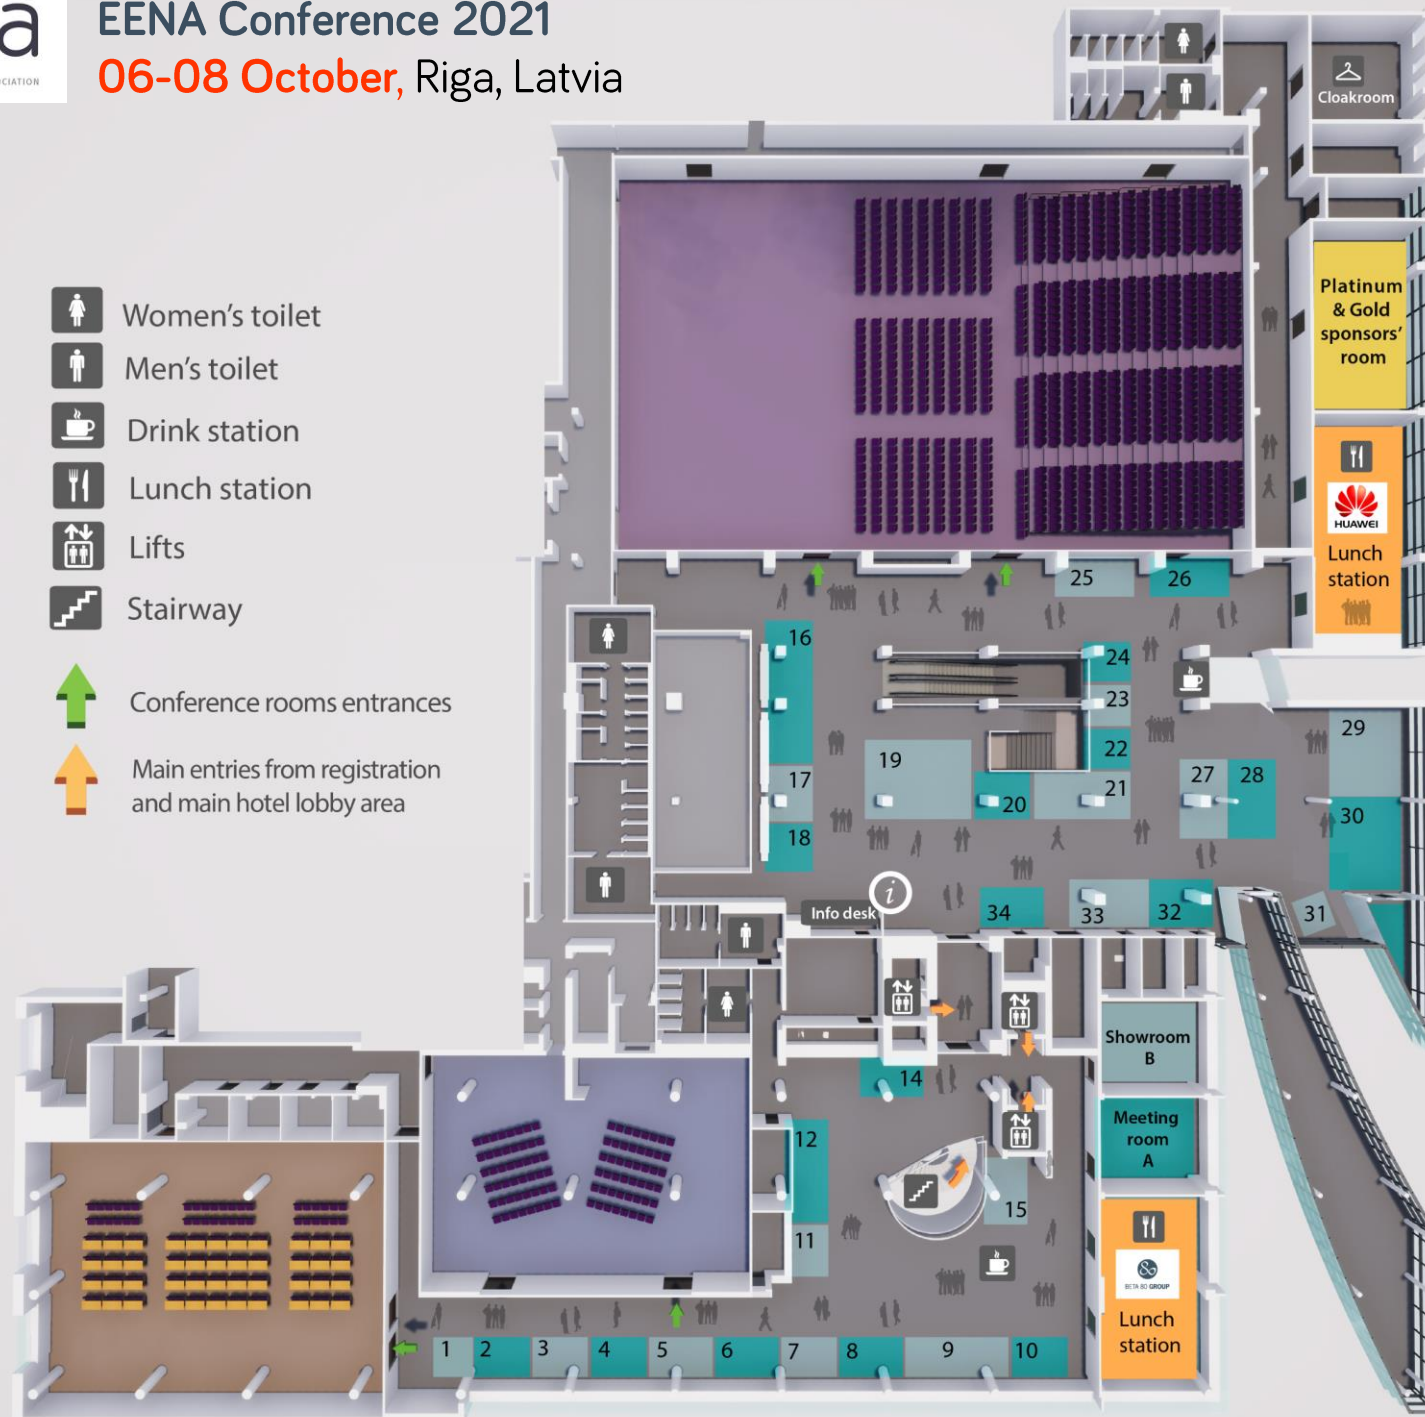 a
CIATION
EENA Conference 2021
06-08 October, Riga, Latvia
Women's toilet
Men's toilet
Drink station
Lunch station
Lifts
Stairway
Conference rooms entrances
Main entries from registration
and main hotel lobby area
Cloakroom
Platinum
& Gold
sponsors'
room
HUAWEI
Lunch
station
25
26
16
24
23
22
29
19
17
27
28
21
20
30
18
i
Info desk
34
33
32
31
Showroom
B
14
Meeting
room
A
12
15
11
BETA 80 GROUP
Lunch
station
1
2
3
4
5
6
7
8
9
10